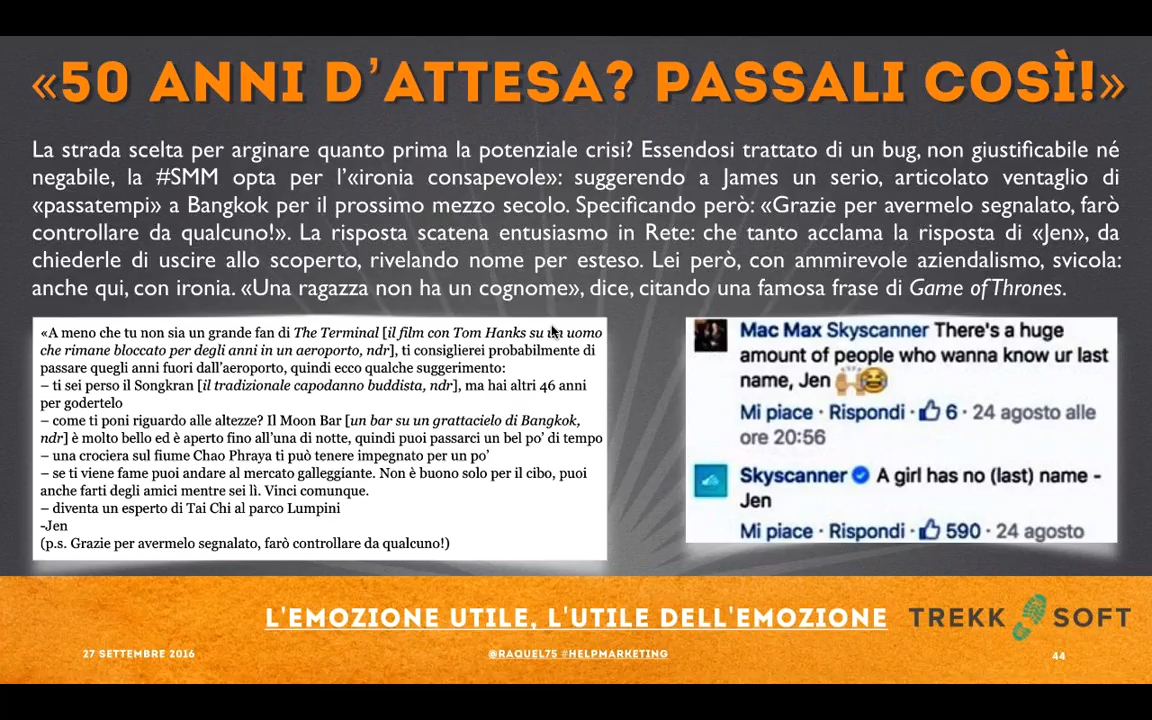 «50 ANNI D'ATTESA? PASSALI COSÌ!»
La strada scelta per arginare quanto prima la potenziale crisi? Essendosi trattato di un bug, non giustificabile né
negabile, la #SMM opta per l'«ironia consapevole»: suggerendo a James un serio, articolato ventaglio di
«passatempi» a Bangkok per il prossimo mezzo secolo. Specificando però: «Grazie per avermelo segnalato, farò
controllare da qualcuno!». La risposta scatena entusiasmo in Rete: che tanto acclama la risposta di «Jen», da
chiederle di uscire allo scoperto, rivelando nome per esteso. Lei però, con ammirevole aziendalismo, svicola:
anche qui, con ironia. «Una ragazza non ha un cognome», dice, citando una famosa frase di Game of Thrones.
«A meno che tu non sia un grande fan di The Terminal [il film con Tom Hanks su un uomo
che rimane bloccato per degli anni in un aeroporto, ndr], ti consiglierei probabilmente di
passare quegli anni fuori dall'aeroporto, quindi ecco qualche suggerimento:
– ti sei perso il Songkran [il tradizionale capodanno buddista, ndr], ma hai altri 46 anni
per godertelo
– come ti poni riguardo alle altezze? Il Moon Bar [un bar su un grattacielo di Bangkok,
ndr] è molto bello ed è aperto fino all'una di notte, quindi puoi passarci un bel po' di tempo
– una crociera sul fiume Chao Phraya ti può tenere impegnato per un po'
– se ti viene fame puoi andare al mercato galleggiante. Non è buono solo per il cibo, puoi
anche farti degli amici mentre sei lì. Vinci comunque.
– diventa un esperto di Tai Chi al parco Lumpini
-Jen
(p.s. Grazie per avermelo segnalato, farò controllare da qualcuno!)
Mac Max Skyscanner There's a huge
amount of people who wanna know ur last
name, Jen 🙌😂
Mi piace · Rispondi · 6 · 24 agosto alle
ore 20:56
Skyscanner A girl has no (last) name -
Jen
Mi piace · Rispondi · 590 · 24 agosto
L'EMOZIONE UTILE, L'UTILE DELL'EMOZIONE
TREKK SOFT
27 SETTEMBRE 2016
@RAQUEL75 #HELPMARKETING
44